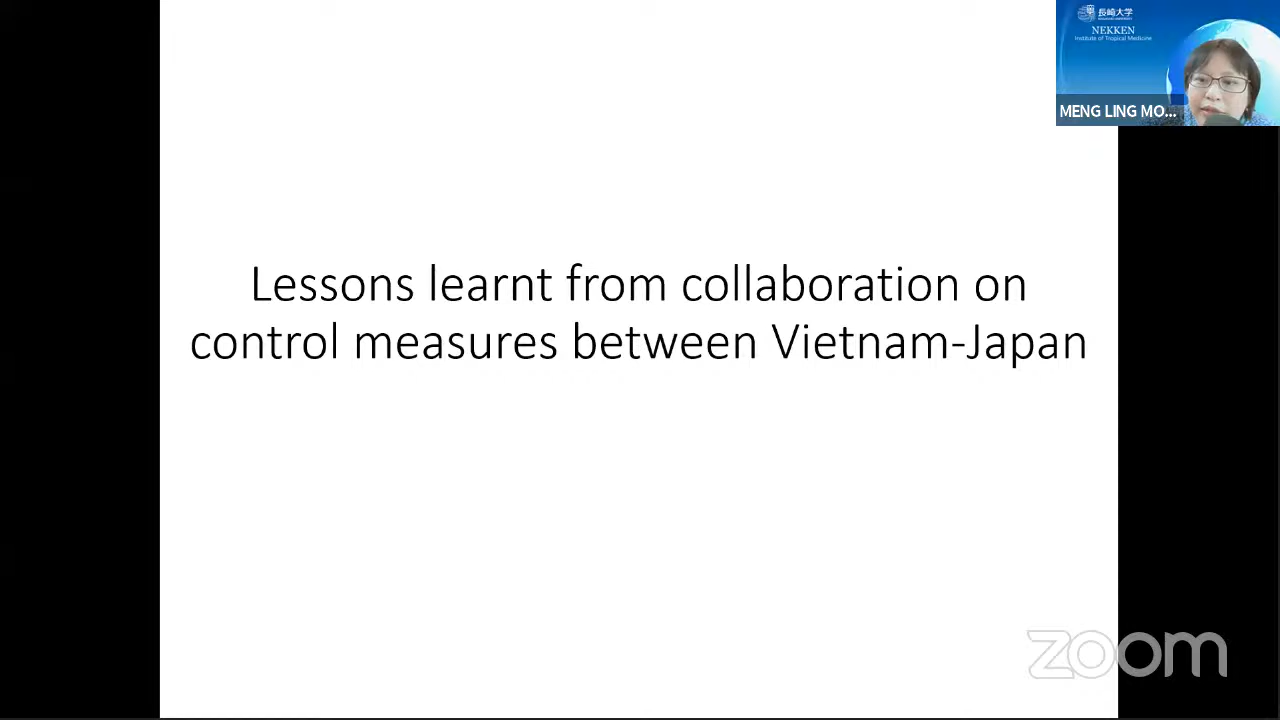 長崎大学
NEKKEN
Institute of Tropical Medicine
MENG LING MO...
Lessons learnt from collaboration on
control measures between Vietnam-Japan
zoom